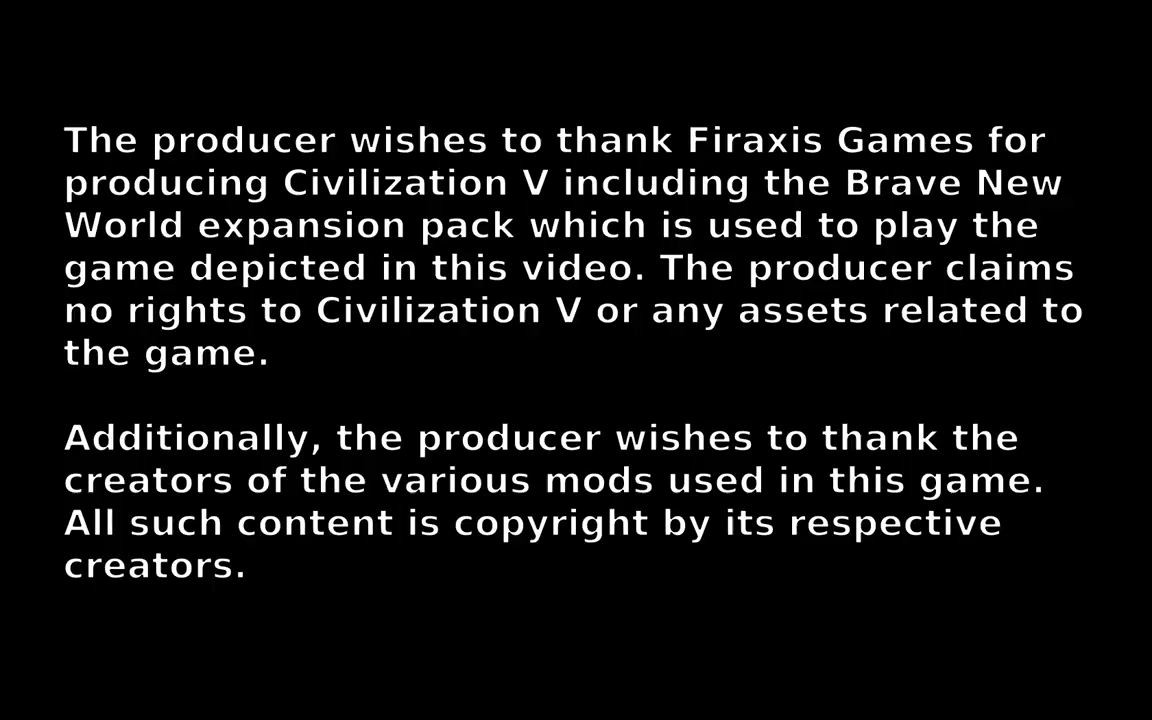 The producer wishes to thank Firaxis Games for
producing Civilization V including the Brave New
World expansion pack which is used to play the
game depicted in this video. The producer claims
no rights to Civilization V or any assets related to
the game.
Additionally, the producer wishes to thank the
creators of the various mods used in this game.
All such content is copyright by its respective
creators.